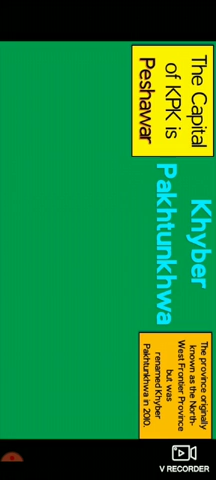 The Capital
of KPK is
Peshawar
Khyber
Pakhtunkhwa
The province originally
known as the North-
West Frontier Province
but was
renamed Khyber
Pakhtunkhwa in 2010.
V RECORDER